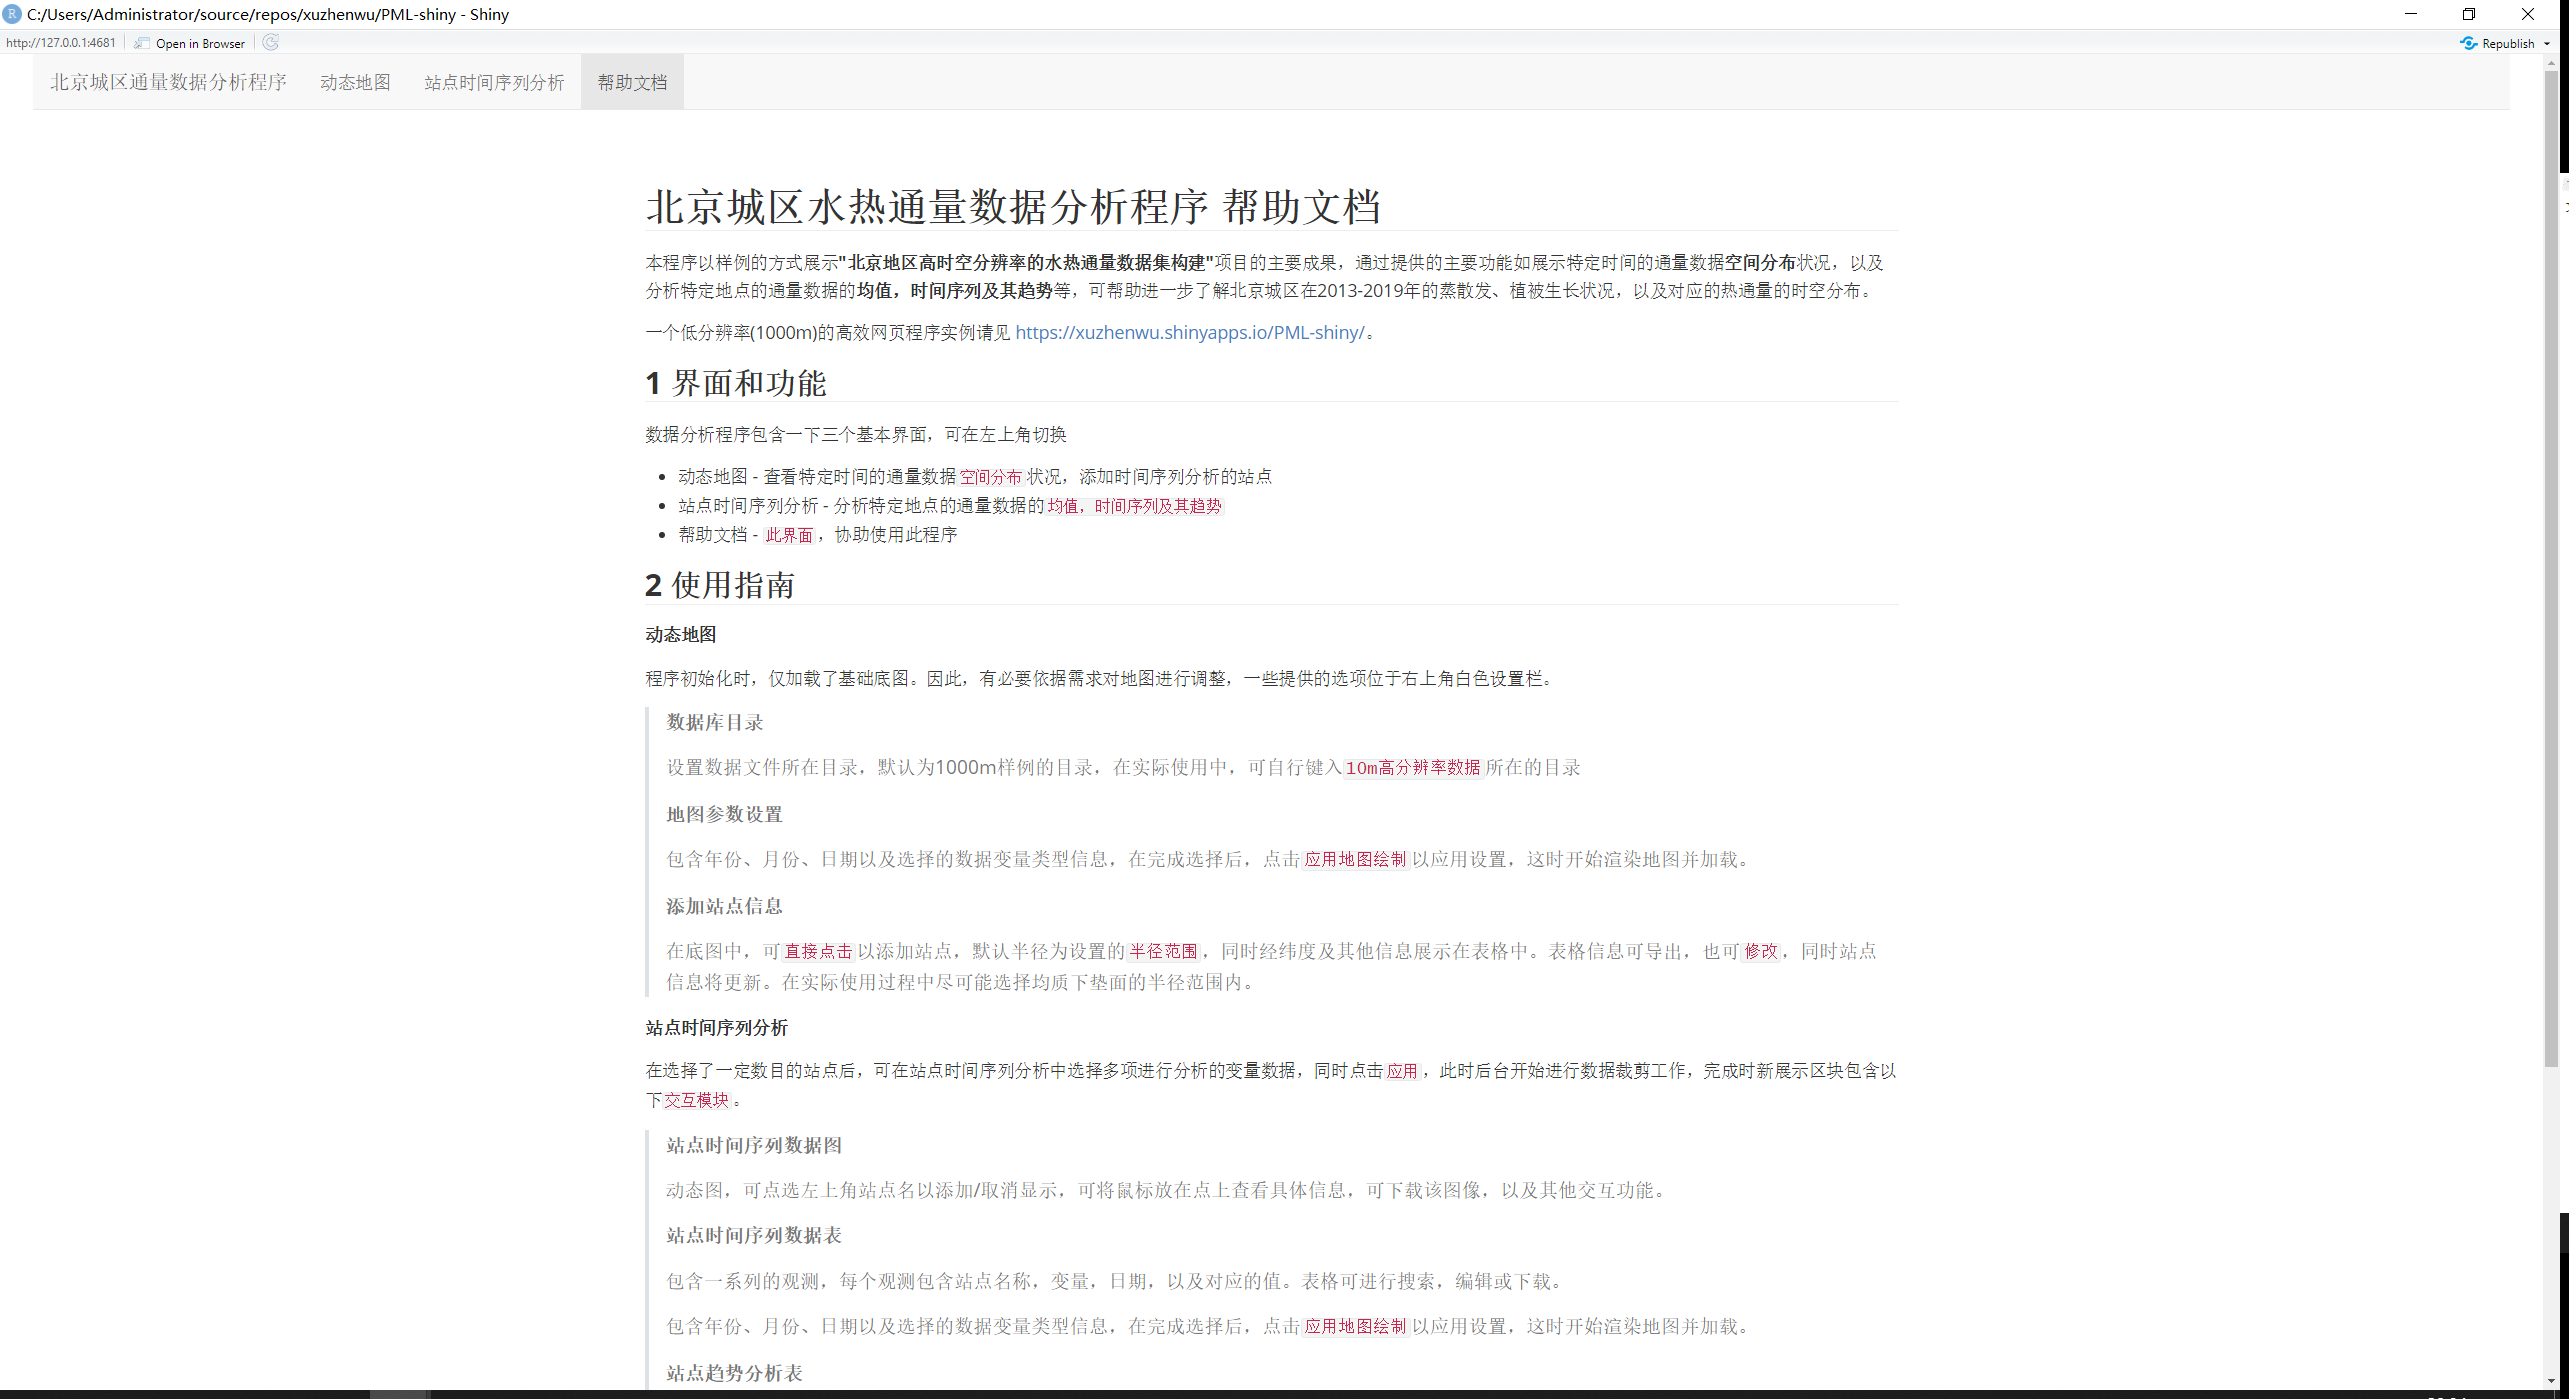 C:/Users/Administrator/source/repos/xuzhenwu/PML-shiny - Shiny
http://127.0.0.1:4681 Open in Browser Republish
北京城区通量数据分析程序 动态地图 站点时间序列分析 帮助文档
北京城区水热通量数据分析程序 帮助文档
本程序以样例的方式展示"北京地区高时空分辨率的水热通量数据集构建"项目的主要成果，通过提供的主要功能如展示特定时间的通量数据空间分布状况，以及
分析特定地点的通量数据的均值，时间序列及其趋势等，可帮助进一步了解北京城区在2013-2019年的蒸散发、植被生长状况，以及对应的热通量的时空分布。
一个低分辨率(1000m)的高效网页程序实例请见 https://xuzhenwu.shinyapps.io/PML-shiny/。
1 界面和功能
数据分析程序包含一下三个基本界面，可在左上角切换
• 动态地图 - 查看特定时间的通量数据空间分布状况，添加时间序列分析的站点
• 站点时间序列分析 - 分析特定地点的通量数据的均值，时间序列及其趋势
• 帮助文档 - 此界面，协助使用此程序
2 使用指南
动态地图
程序初始化时，仅加载了基础底图。因此，有必要依据需求对地图进行调整，一些提供的选项位于右上角白色设置栏。
数据库目录
设置数据文件所在目录，默认为1000m样例的目录，在实际使用中，可自行键入10m高分辨率数据所在的目录
地图参数设置
包含年份、月份、日期以及选择的数据变量类型信息，在完成选择后，点击应用地图绘制以应用设置，这时开始渲染地图并加载。
添加站点信息
在底图中，可直接点击以添加站点，默认半径为设置的半径范围，同时经纬度及其他信息展示在表格中。表格信息可导出，也可修改，同时站点
信息将更新。在实际使用过程中尽可能选择均质下垫面的半径范围内。
站点时间序列分析
在选择了一定数目的站点后，可在站点时间序列分析中选择多项进行分析的变量数据，同时点击应用，此时后台开始进行数据裁剪工作，完成时新展示区块包含以
下交互模块。
站点时间序列数据图
动态图，可点选左上角站点名以添加/取消显示，可将鼠标放在点上查看具体信息，可下载该图像，以及其他交互功能。
站点时间序列数据表
包含一系列的观测，每个观测包含站点名称，变量，日期，以及对应的值。表格可进行搜索，编辑或下载。
包含年份、月份、日期以及选择的数据变量类型信息，在完成选择后，点击应用地图绘制以应用设置，这时开始渲染地图并加载。
站点趋势分析表